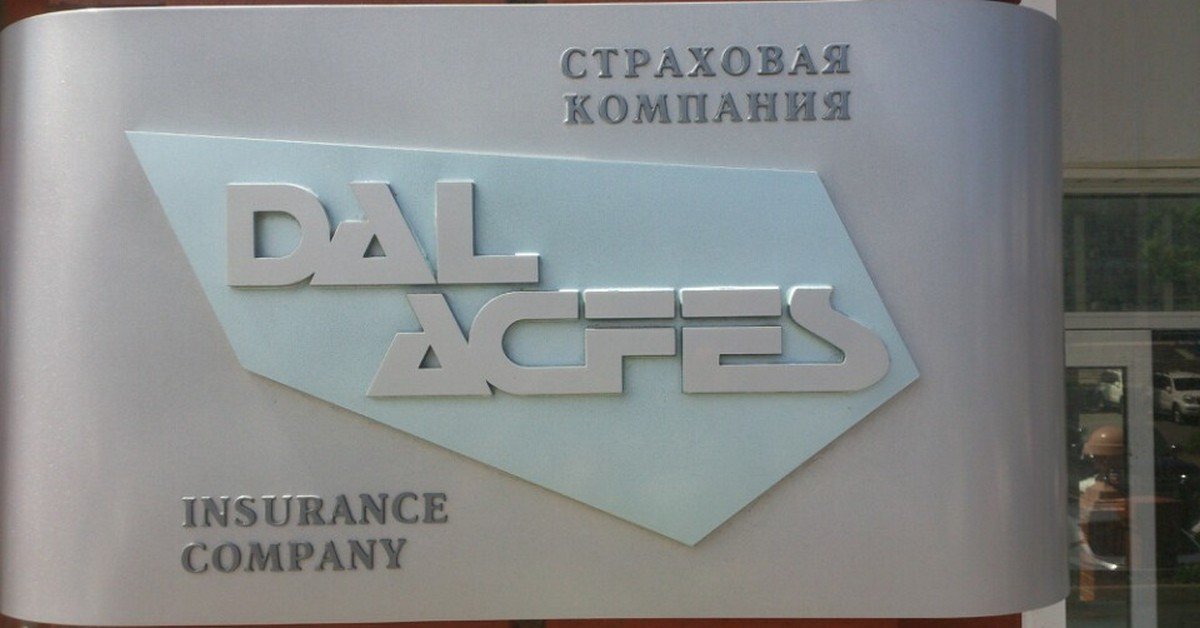 СТРАХОВАЯ
КОМПАНИЯ
DAL
ACFES
INSURANCE
COMPANY